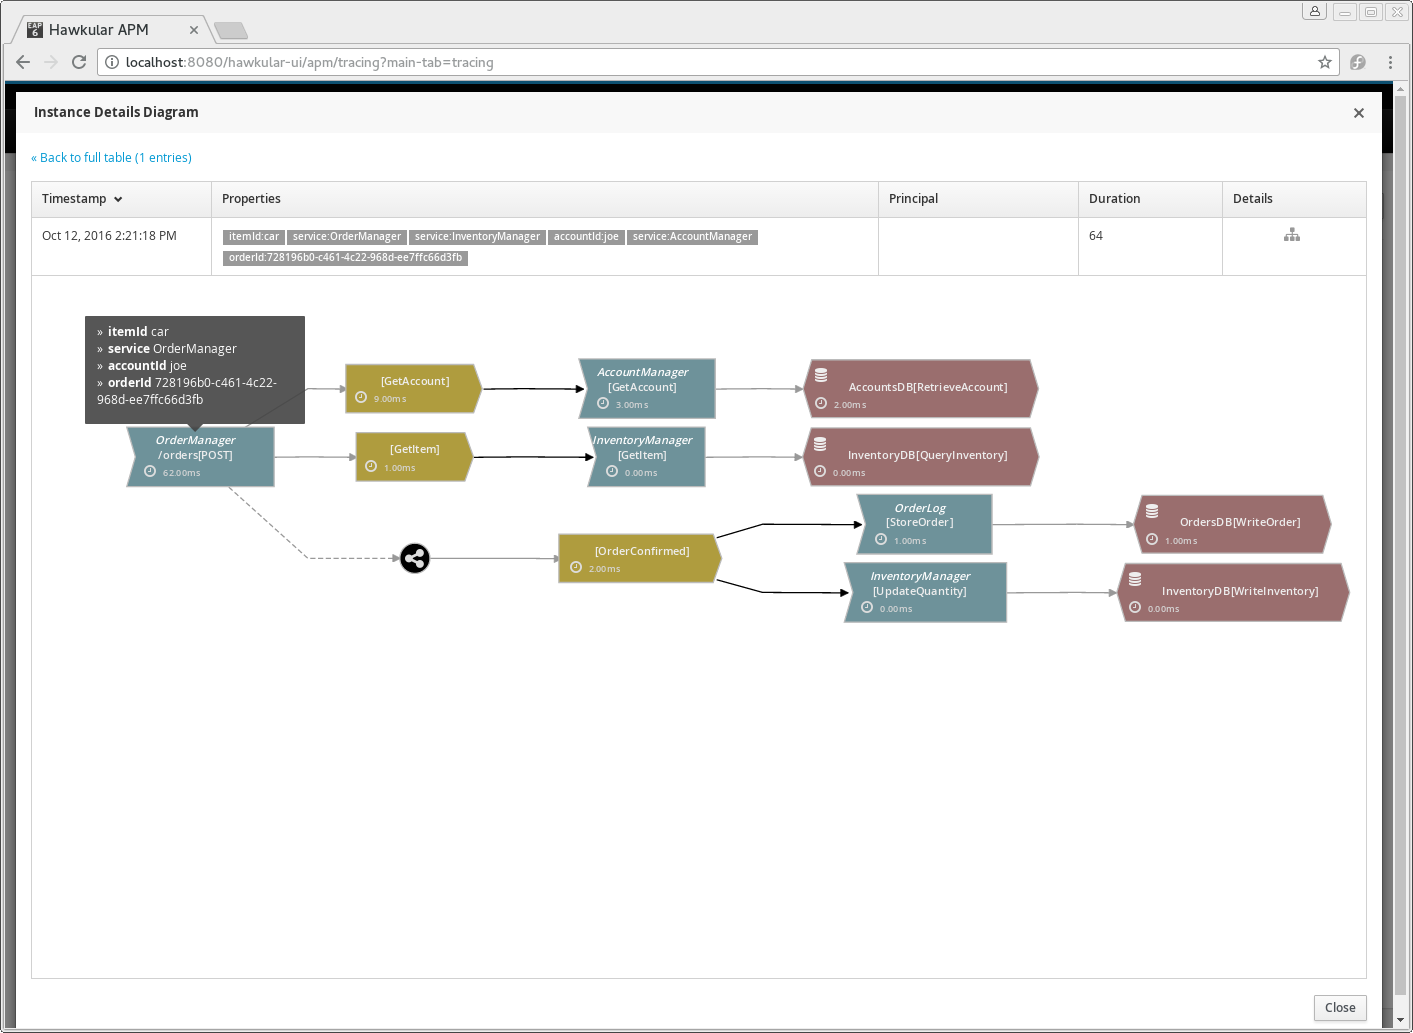 EAP
6
Hawkular APM
localhost:8080/hawkular-ui/apm/tracing?main-tab=tracing
Instance Details Diagram
« Back to full table (1 entries)
Timestamp Properties Principal Duration Details
Oct 12, 2016 2:21:18 PM itemId:car service:OrderManager service:InventoryManager accountId:joe service:AccountManager 64
orderId:728196b0-c461-4c22-968d-ee7ffc66d3fb
» itemId car
» service OrderManager
» accountId joe
» orderId 728196b0-c461-4c22-
968d-ee7ffc66d3fb
OrderManager
/orders[POST]
62.00ms
[GetAccount]
9.00ms
AccountManager
[GetAccount]
3.00ms
AccountsDB[RetrieveAccount]
2.00ms
[GetItem]
1.00ms
InventoryManager
[GetItem]
0.00ms
InventoryDB[QueryInventory]
0.00ms
[OrderConfirmed]
2.00ms
OrderLog
[StoreOrder]
1.00ms
OrdersDB[WriteOrder]
1.00ms
InventoryManager
[UpdateQuantity]
0.00ms
InventoryDB[WriteInventory]
0.00ms
Close